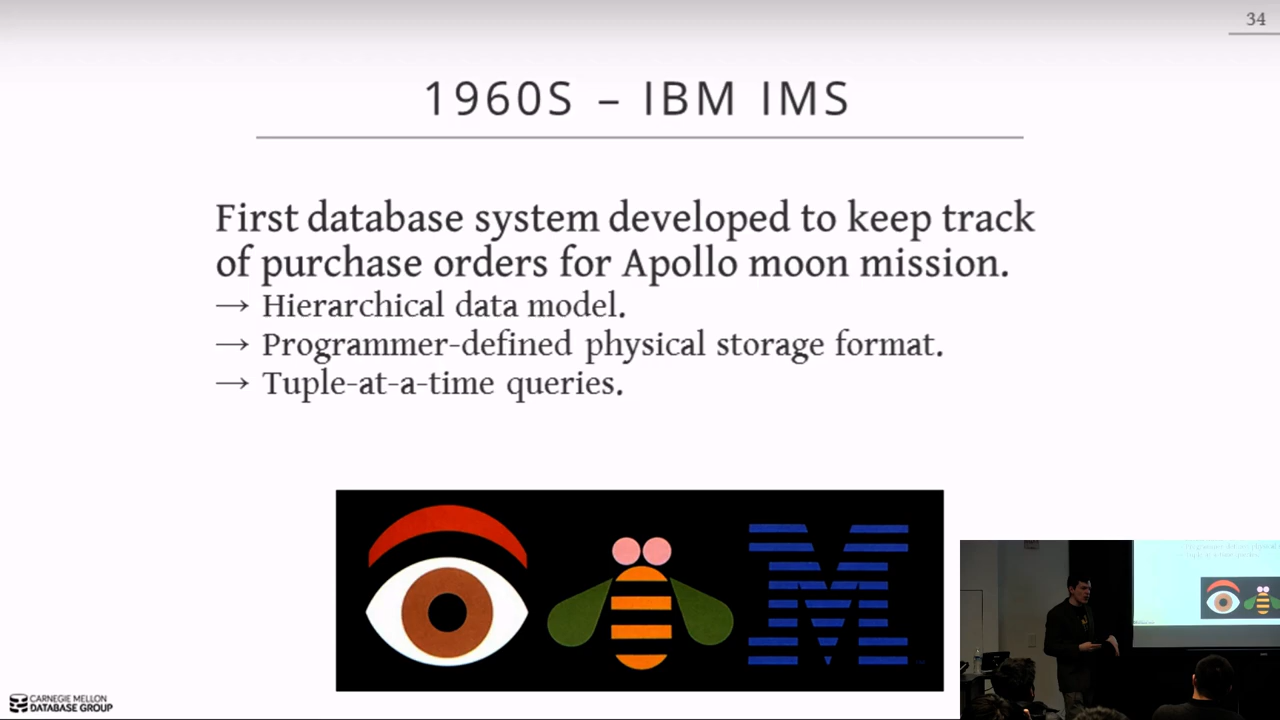 34
1960S – IBM IMS
First database system developed to keep track
of purchase orders for Apollo moon mission.
→ Hierarchical data model.
→ Programmer-defined physical storage format.
→ Tuple-at-a-time queries.
M
CARNEGIE MELLON
DATABASE GROUP